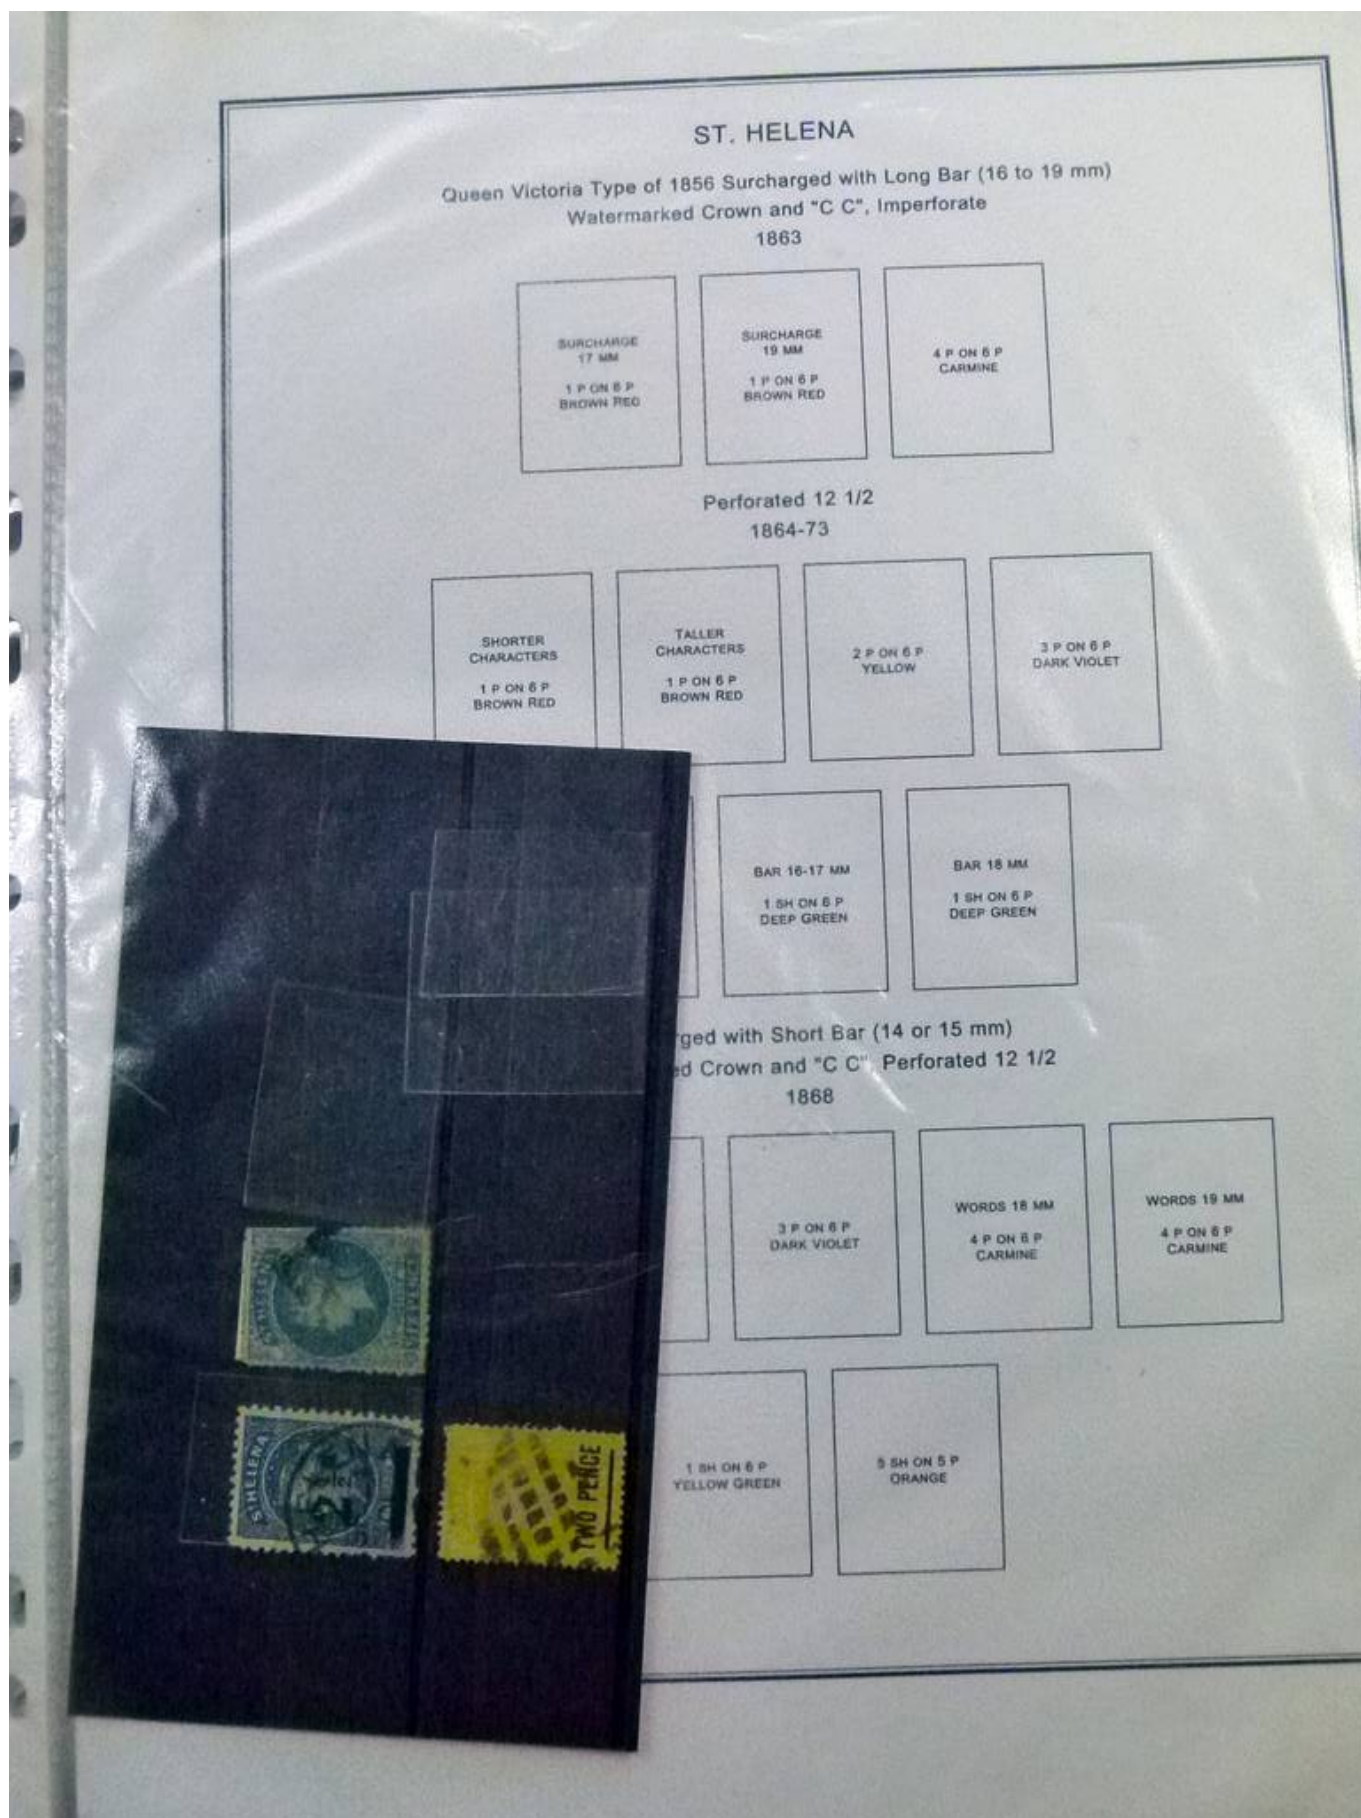 ST. HELENA
Queen Victoria Type of 1856 Surcharged with Long Bar (16 to 19 mm)
Watermarked Crown and "C C", Imperforate
1863
SURCHARGE
17 MM
1 P ON 6 P
BROWN RED
SURCHARGE
19 MM
1 P ON 6 P
BROWN RED
4 P ON 6 P
CARMINE
Perforated 12 1/2
1864-73
SHORTER
CHARACTERS
1 P ON 6 P
BROWN RED
TALLER
CHARACTERS
1 P ON 6 P
BROWN RED
2 P ON 6 P
YELLOW
3 P ON 6 P
DARK VIOLET
BAR 16-17 MM
1 SH ON 6 P
DEEP GREEN
BAR 18 MM
1 SH ON 6 P
DEEP GREEN
rged with Short Bar (14 or 15 mm)
ed Crown and "C C", Perforated 12 1/2
1868
3 P ON 6 P
DARK VIOLET
WORDS 18 MM
4 P ON 6 P
CARMINE
WORDS 19 MM
4 P ON 6 P
CARMINE
1 SH ON 6 P
YELLOW GREEN
5 SH ON 5 P
ORANGE
ST HELENA
SIX PENCE
ST HELENA
TWO PENCE